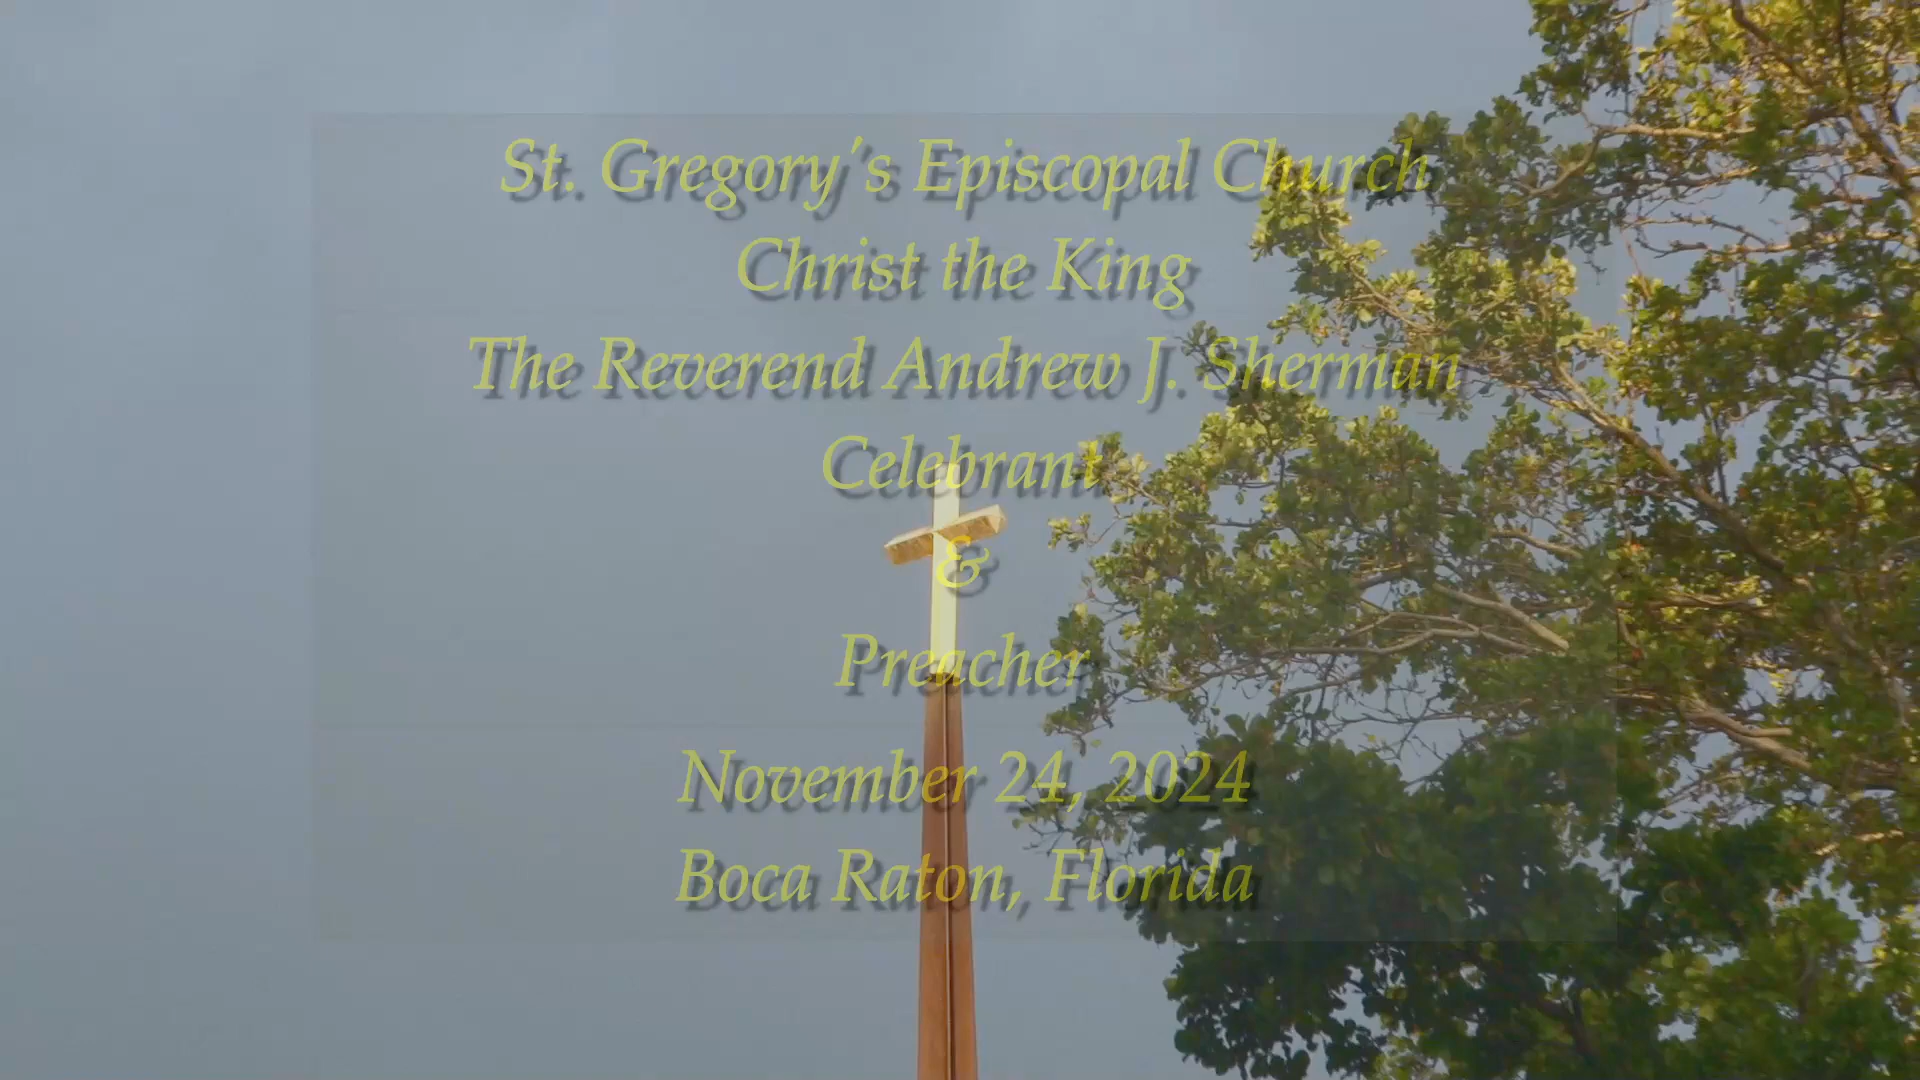 St. Gregory's Episcopal Church
Christ the King
The Reverend Andrew J. Sherman
Celebrant
&
Preacher
November 24, 2024
Boca Raton, Florida